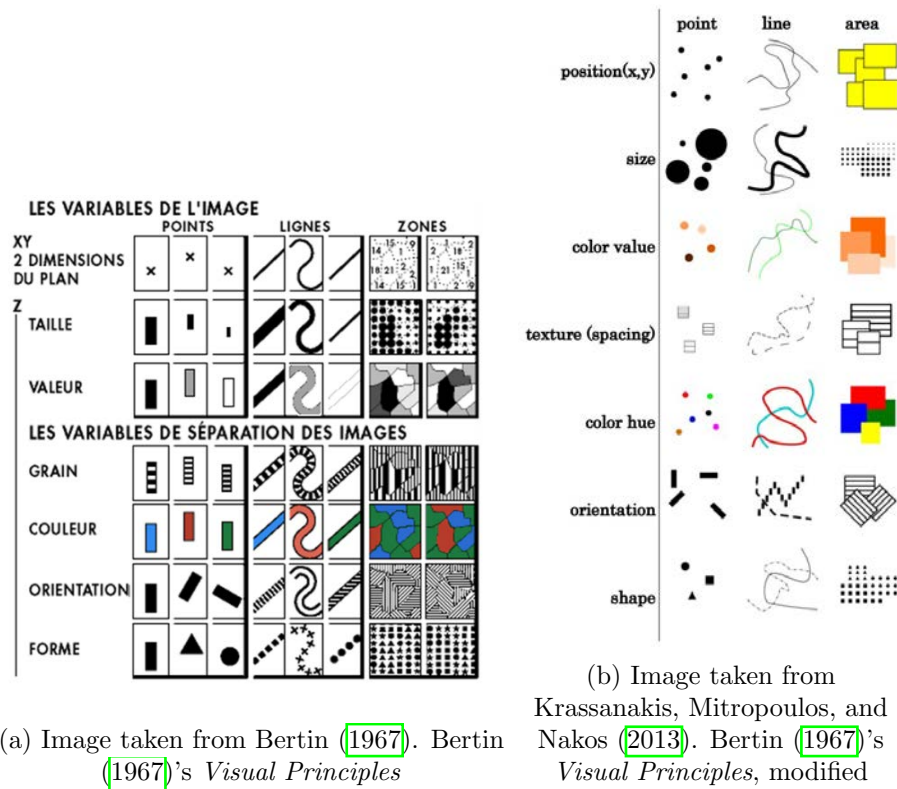 LES VARIABLES DE L'IMAGE
POINTS LIGNES ZONES
XY
2 DIMENSIONS
DU PLAN
Z
TAILLE
VALEUR
LES VARIABLES DE SÉPARATION DES IMAGES
GRAIN
COULEUR
ORIENTATION
FORME
(a) Image taken from Bertin (1967). Bertin
(1967)'s Visual Principles
point line area
position(x,y)
size
color value
texture (spacing)
color hue
orientation
shape
(b) Image taken from
Krassanakis, Mitropoulos, and
Nakos (2013). Bertin (1967)'s
Visual Principles, modified